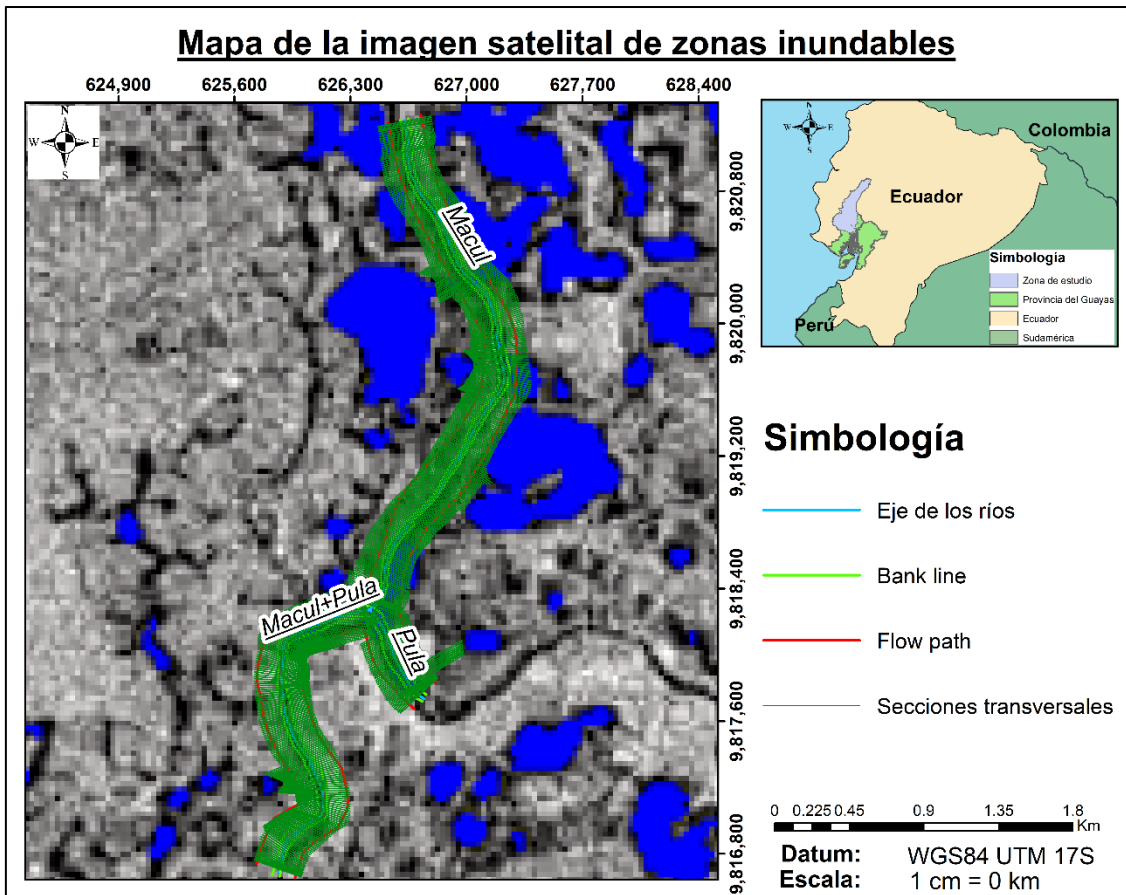 Mapa de la imagen satelital de zonas inundables
624,900 625,600 626,300 627,000 627,700 628,400
N
W E
S
9,820,800
9,820,000
9,819,200
9,818,400
9,817,600
9,816,800
Macul
Macul+Pula
Pula
N
W E
S
Colombia
Ecuador
Perú
Simbología
Zona de estudio
Provincia del Guayas
Ecuador
Sudamérica
Simbología
Eje de los ríos
Bank line
Flow path
Secciones transversales
0 0.225 0.45 0.9 1.35 1.8
Km
Datum: WGS84 UTM 17S
Escala: 1 cm = 0 km